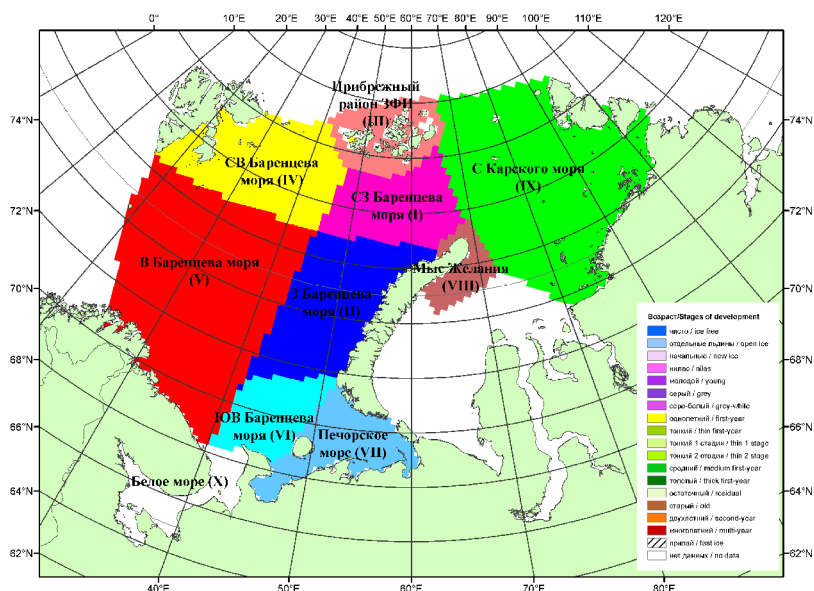 0° 10°E 20°E 30°E 40°E 50°E 60°E 70°E 80°E 90°E 100°E 110°E 120°E
Прибрежный
район ЗФИ
(III)
74°N
74°N
СВ Баренцева
моря (IV)
С Карского моря
(IX)
СЗ Баренцева
моря (I)
72°N
72°N
В Баренцева моря
(V)
Мыс Желания
(VIII)
70°N
70°N
З Баренцева
моря (II)
68°N
68°N
ЮВ Баренцева
моря (VI)
Печорское
море (VII)
66°N
66°N
Белое море (X)
64°N
64°N
62°N
62°N
40°E 50°E 60°E 70°E 80°E
Возраст/Stages of development
чисто / ice free
отдельные льдины / open ice
начальные / new ice
нилас / nilas
молодой / young
серый / grey
серо-белый / grey-white
однолетний / first-year
тонкий / thin first-year
тонкий 1 стадии / thin 1 stage
тонкий 2 стадии / thin 2 stage
средний / medium first-year
толстый / thick first-year
остаточный / residual
старый / old
двухлетний / second-year
многолетний / multi-year
припай / fast ice
нет данных / no data